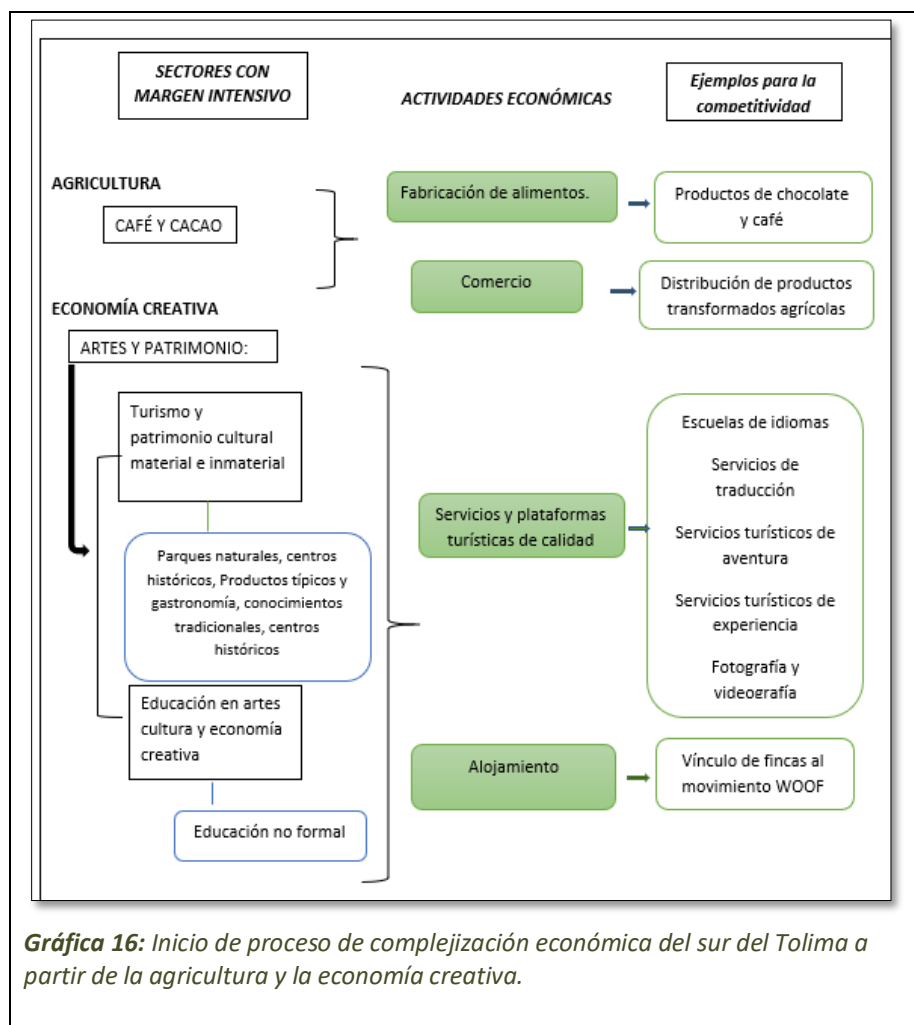 SECTORES CON
MARGEN INTENSIVO
ACTIVIDADES ECONÓMICAS
Ejemplos para la
competitividad
AGRICULTURA
CAFÉ Y CACAO
Fabricación de alimentos.
Productos de chocolate
y café
Comercio
Distribución de productos
transformados agrícolas
ECONOMÍA CREATIVA
ARTES Y PATRIMONIO:
Turismo y
patrimonio cultural
material e inmaterial
Parques naturales, centros
históricos, Productos típicos y
gastronomía, conocimientos
tradicionales, centros
históricos
Educación en artes
cultura y economía
creativa
Educación no formal
Servicios y plataformas
turísticas de calidad
Escuelas de idiomas
Servicios de
traducción
Servicios turísticos de
aventura
Servicios turísticos de
experiencia
Fotografía y
videografía
Alojamiento
Vínculo de fincas al
movimiento WOOF
Gráfica 16: Inicio de proceso de complejización económica del sur del Tolima a
partir de la agricultura y la economía creativa.